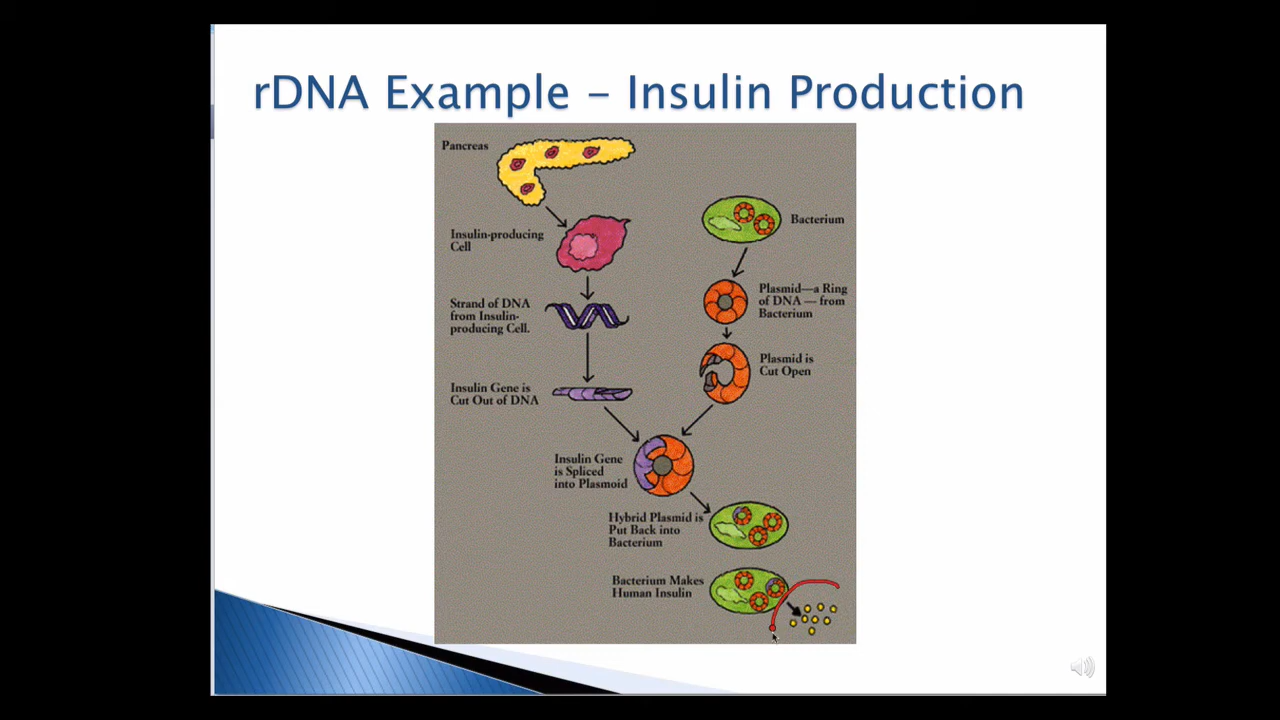 rDNA Example – Insulin Production
Pancreas
Insulin-producing
Cell
Strand of DNA
from Insulin-
producing Cell.
Insulin Gene is
Cut Out of DNA
Bacterium
Plasmid—a Ring
of DNA — from
Bacterium
Plasmid is
Cut Open
Insulin Gene
is Spliced
into Plasmoid
Hybrid Plasmid is
Put Back into
Bacterium
Bacterium Makes
Human Insulin